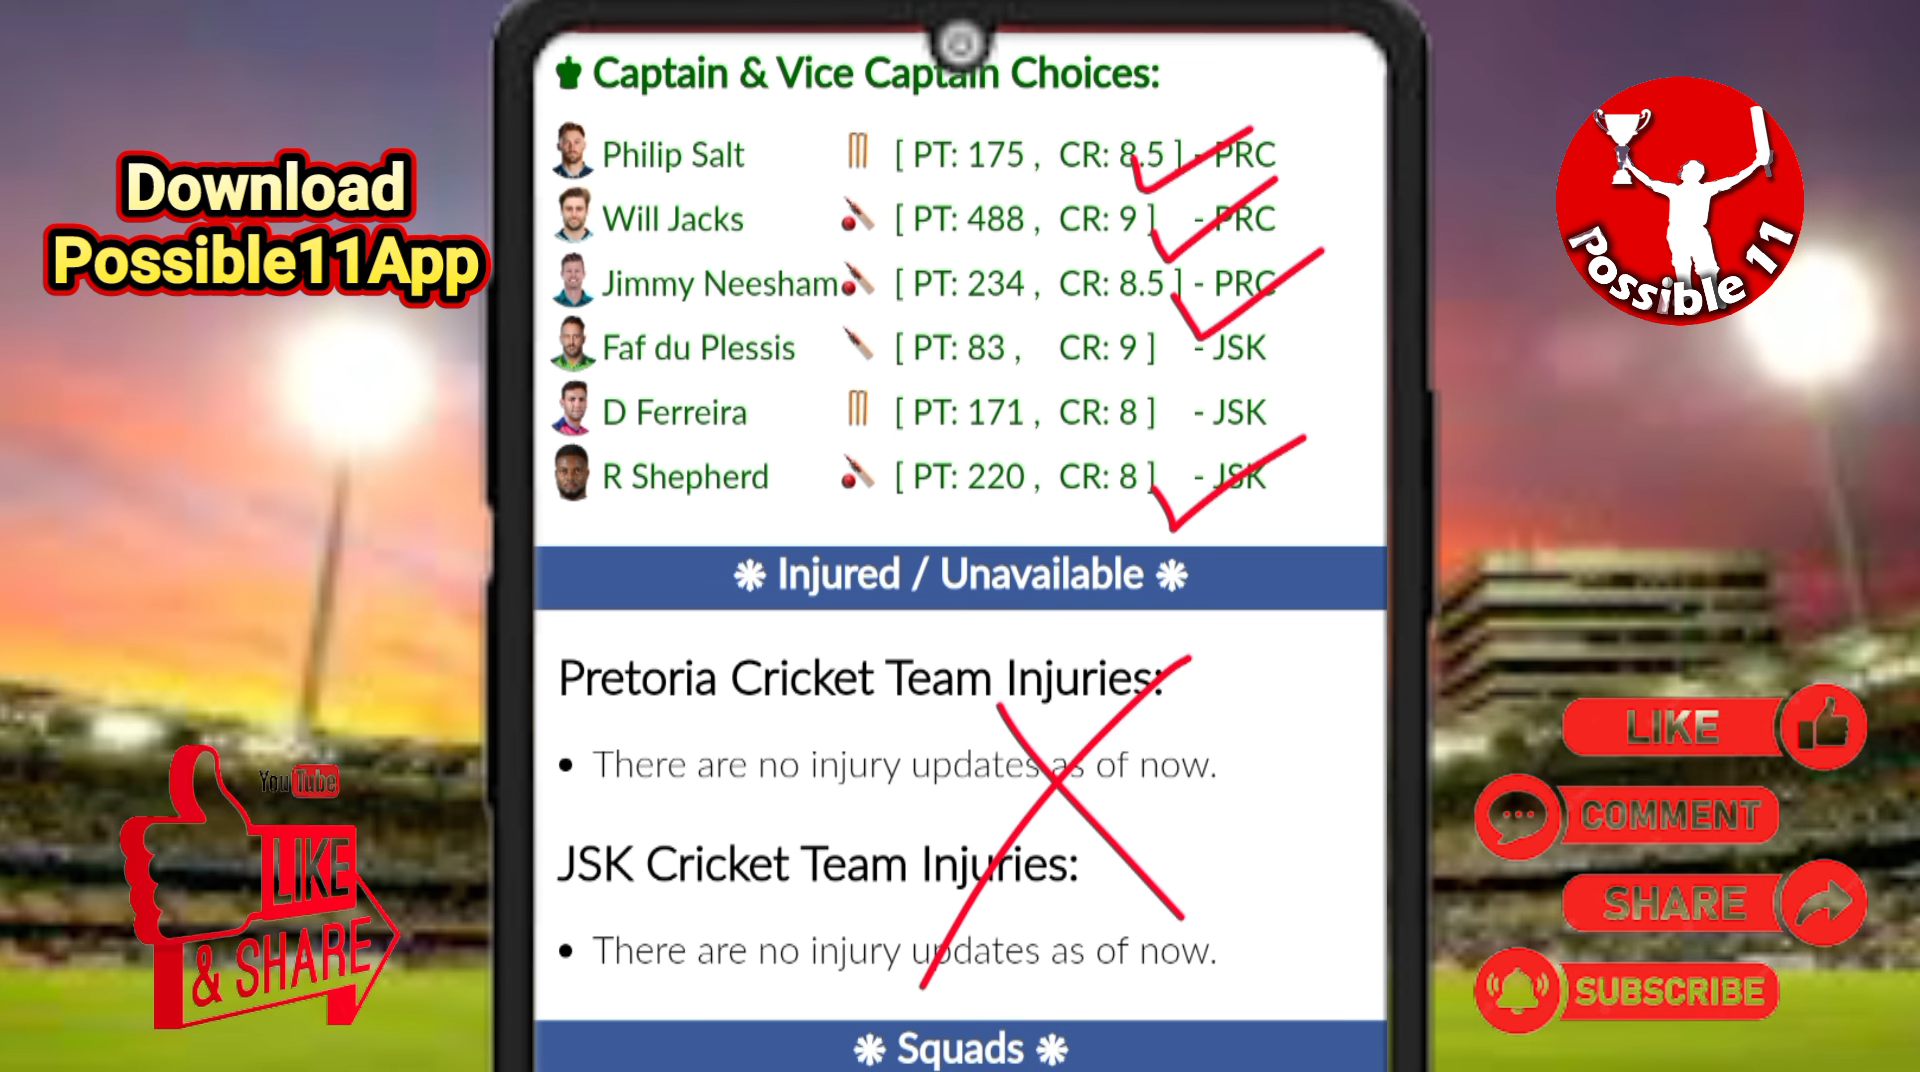 Captain & Vice Captain Choices:
Philip Salt [ PT: 175 , CR: 8.5 ] - PRC
Will Jacks [ PT: 488 , CR: 9 ] - PRC
Jimmy Neesham [ PT: 234 , CR: 8.5 ] - PRC
Faf du Plessis [ PT: 83 , CR: 9 ] - JSK
D Ferreira [ PT: 171 , CR: 8 ] - JSK
R Shepherd [ PT: 220 , CR: 8 ] - JSK
Injured / Unavailable
Pretoria Cricket Team Injuries:
• There are no injury updates as of now.
JSK Cricket Team Injuries:
• There are no injury updates as of now.
Squads
Download
Possible11App
YouTube
LIKE
& SHARE
Possible 11
LIKE
COMMENT
SHARE
SUBSCRIBE